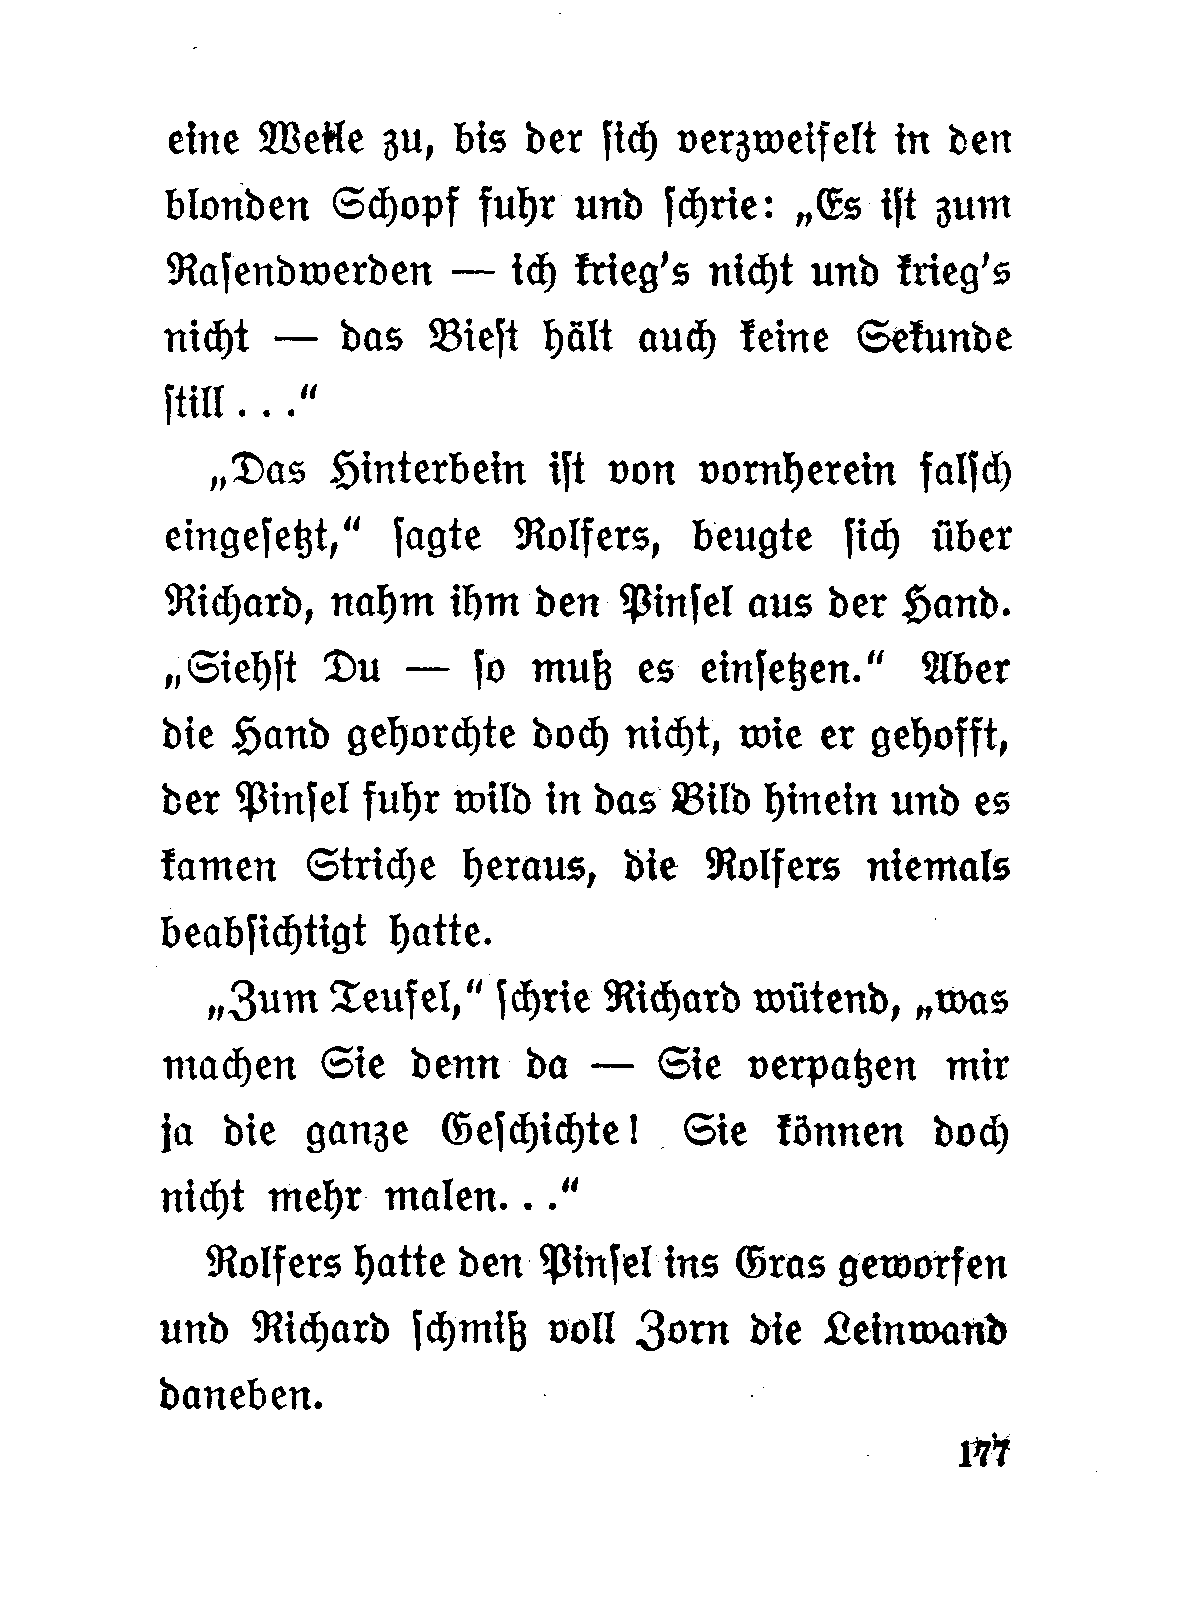 eine Weile zu, bis der ſich verzweifelt in den
blonden Schopf fuhr und ſchrie: „Es iſt zum
Raſendwerden — ich krieg's nicht und krieg's
nicht — das Bieſt hält auch keine Sekunde
ſtill . . .“
„Das Hinterbein iſt von vornherein falſch
eingeſetzt,“ ſagte Rolfers, beugte ſich über
Richard, nahm ihm den Pinſel aus der Hand.
„Siehſt Du — ſo muß es einſetzen.“ Aber
die Hand gehorchte doch nicht, wie er gehofft,
der Pinſel fuhr wild in das Bild hinein und es
kamen Striche heraus, die Rolfers niemals
beabſichtigt hatte.
„Zum Teufel,“ ſchrie Richard wütend, „was
machen Sie denn da — Sie verpatzen mir
ja die ganze Geſchichte! Sie können doch
nicht mehr malen. . .“
Rolfers hatte den Pinſel ins Gras geworfen
und Richard ſchmiß voll Zorn die Leinwand
daneben.
177